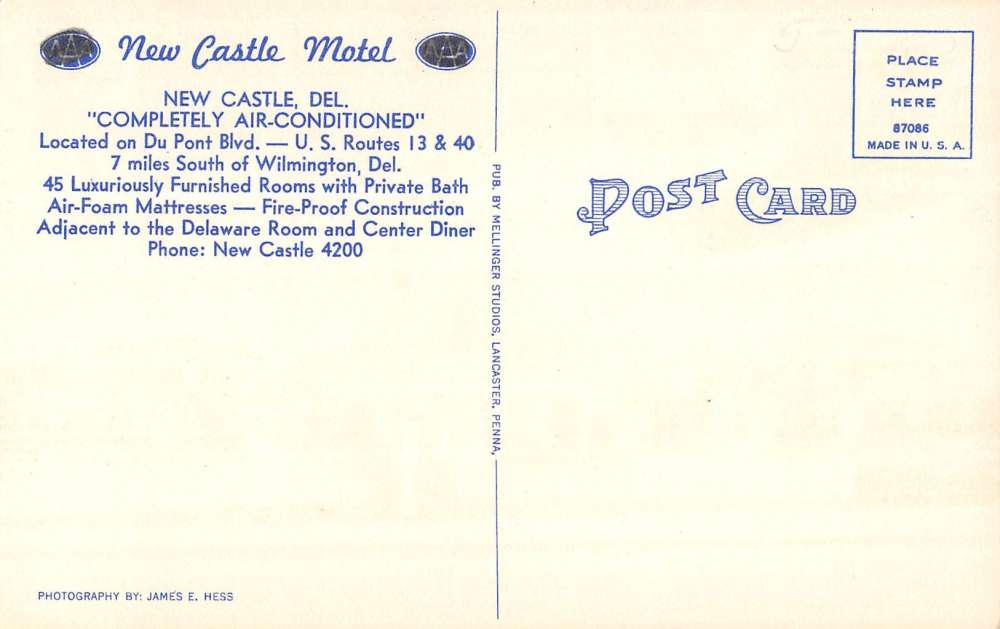 AAA New Castle Motel AAA
NEW CASTLE, DEL.
"COMPLETELY AIR-CONDITIONED"
Located on Du Pont Blvd. — U. S. Routes 13 & 40
7 miles South of Wilmington, Del.
45 Luxuriously Furnished Rooms with Private Bath
Air-Foam Mattresses — Fire-Proof Construction
Adjacent to the Delaware Room and Center Diner
Phone: New Castle 4200
PHOTOGRAPHY BY: JAMES E. HESS
PUB. BY MELLINGER STUDIOS, LANCASTER, PENNA,
POST CARD
PLACE
STAMP
HERE
87086
MADE IN U. S. A.